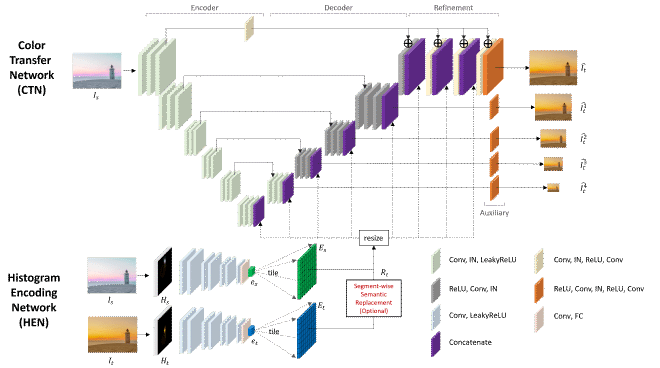 Encoder
Decoder
Refinement
Color
Transfer
Network
(CTN)
I_s
Î_t
Î_t^1
Î_t^2
Î_t^3
Î_t^4
Auxiliary
resize
Histogram
Encoding
Network
(HEN)
I_s
H_s
e_s
tile
E_s
R_t
Segment-wise
Semantic
Replacement
(Optional)
I_t
H_t
e_t
tile
E_t
Conv, IN, LeakyReLU
Conv, IN, ReLU, Conv
ReLU, Conv, IN
ReLU, Conv, IN, ReLU, Conv
Conv, LeakyReLU
Conv, FC
Concatenate